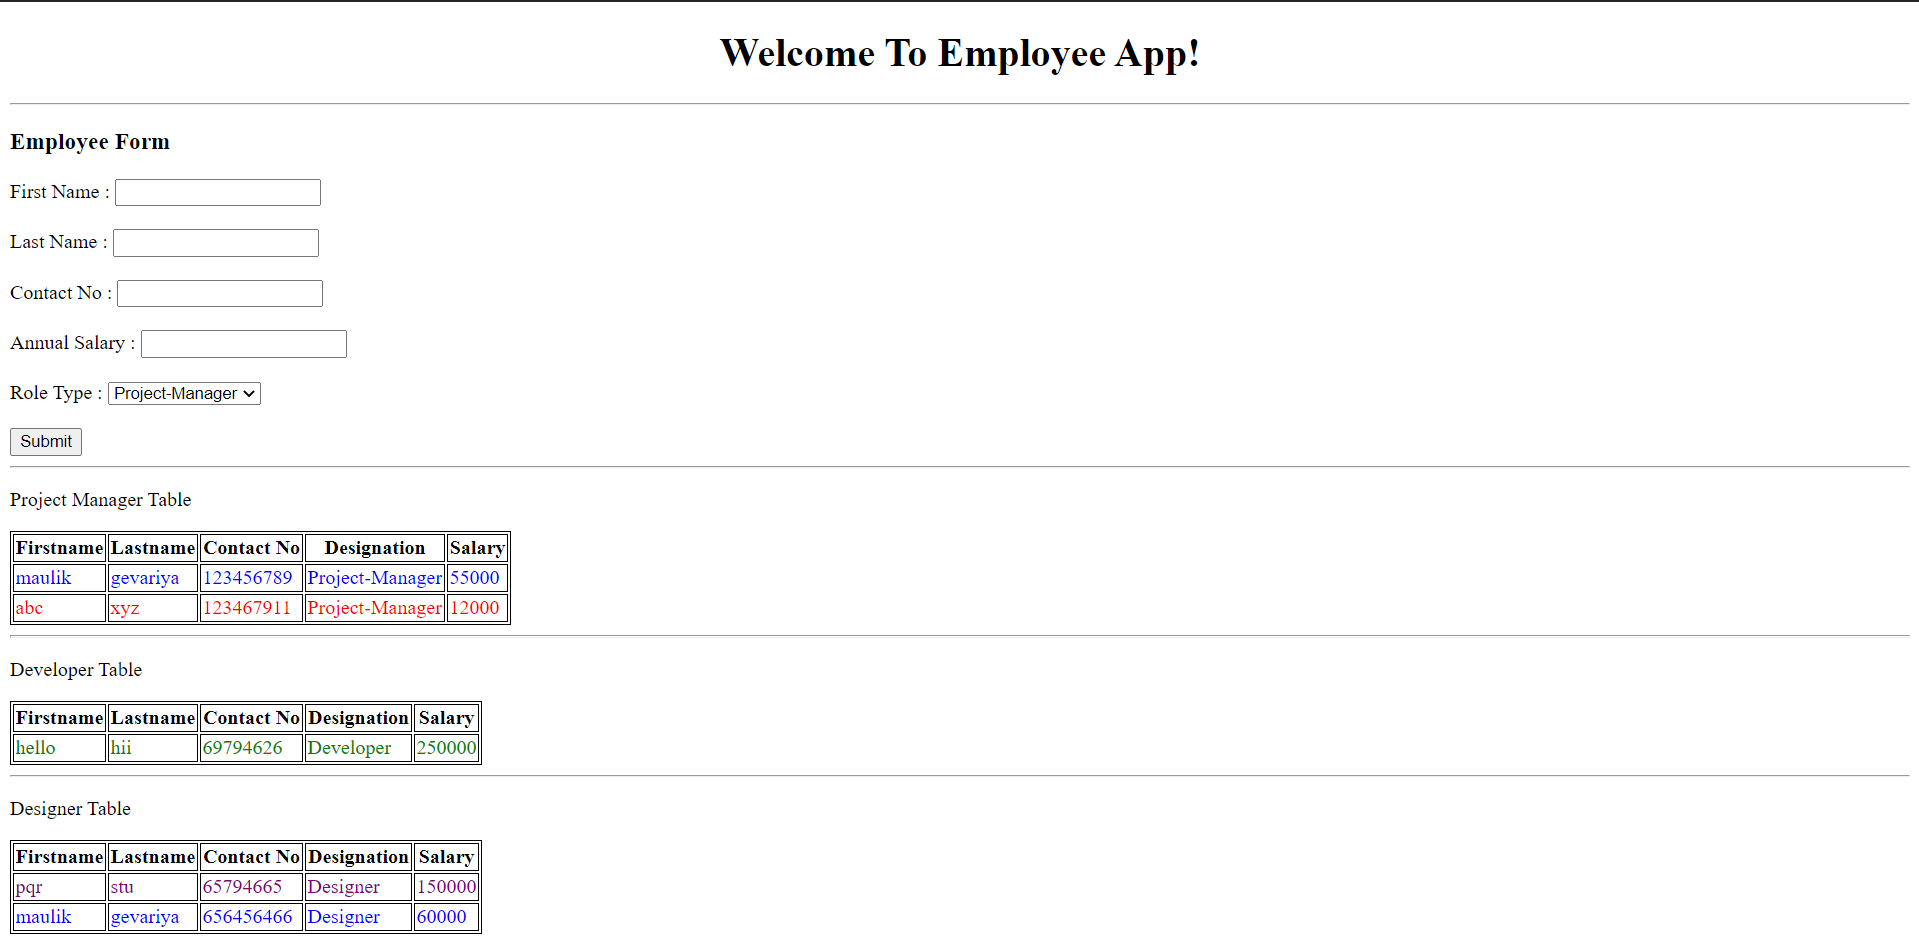 Welcome To Employee App!
Employee Form
First Name :
Last Name :
Contact No :
Annual Salary :
Role Type : Project-Manager
Submit
Project Manager Table
Firstname Lastname Contact No Designation Salary
maulik gevariya 123456789 Project-Manager 55000
abc xyz 123467911 Project-Manager 12000
Developer Table
Firstname Lastname Contact No Designation Salary
hello hii 69794626 Developer 250000
Designer Table
Firstname Lastname Contact No Designation Salary
pqr stu 65794665 Designer 150000
maulik gevariya 656456466 Designer 60000